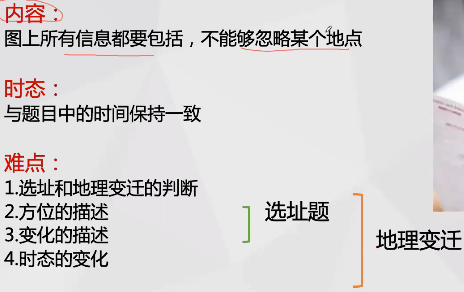 内容：
图上所有信息都要包括，不能够忽略某个地点
时态：
与题目中的时间保持一致
难点：
1.选址和地理变迁的判断
2.方位的描述
3.变化的描述
4.时态的变化
选址题
地理变迁